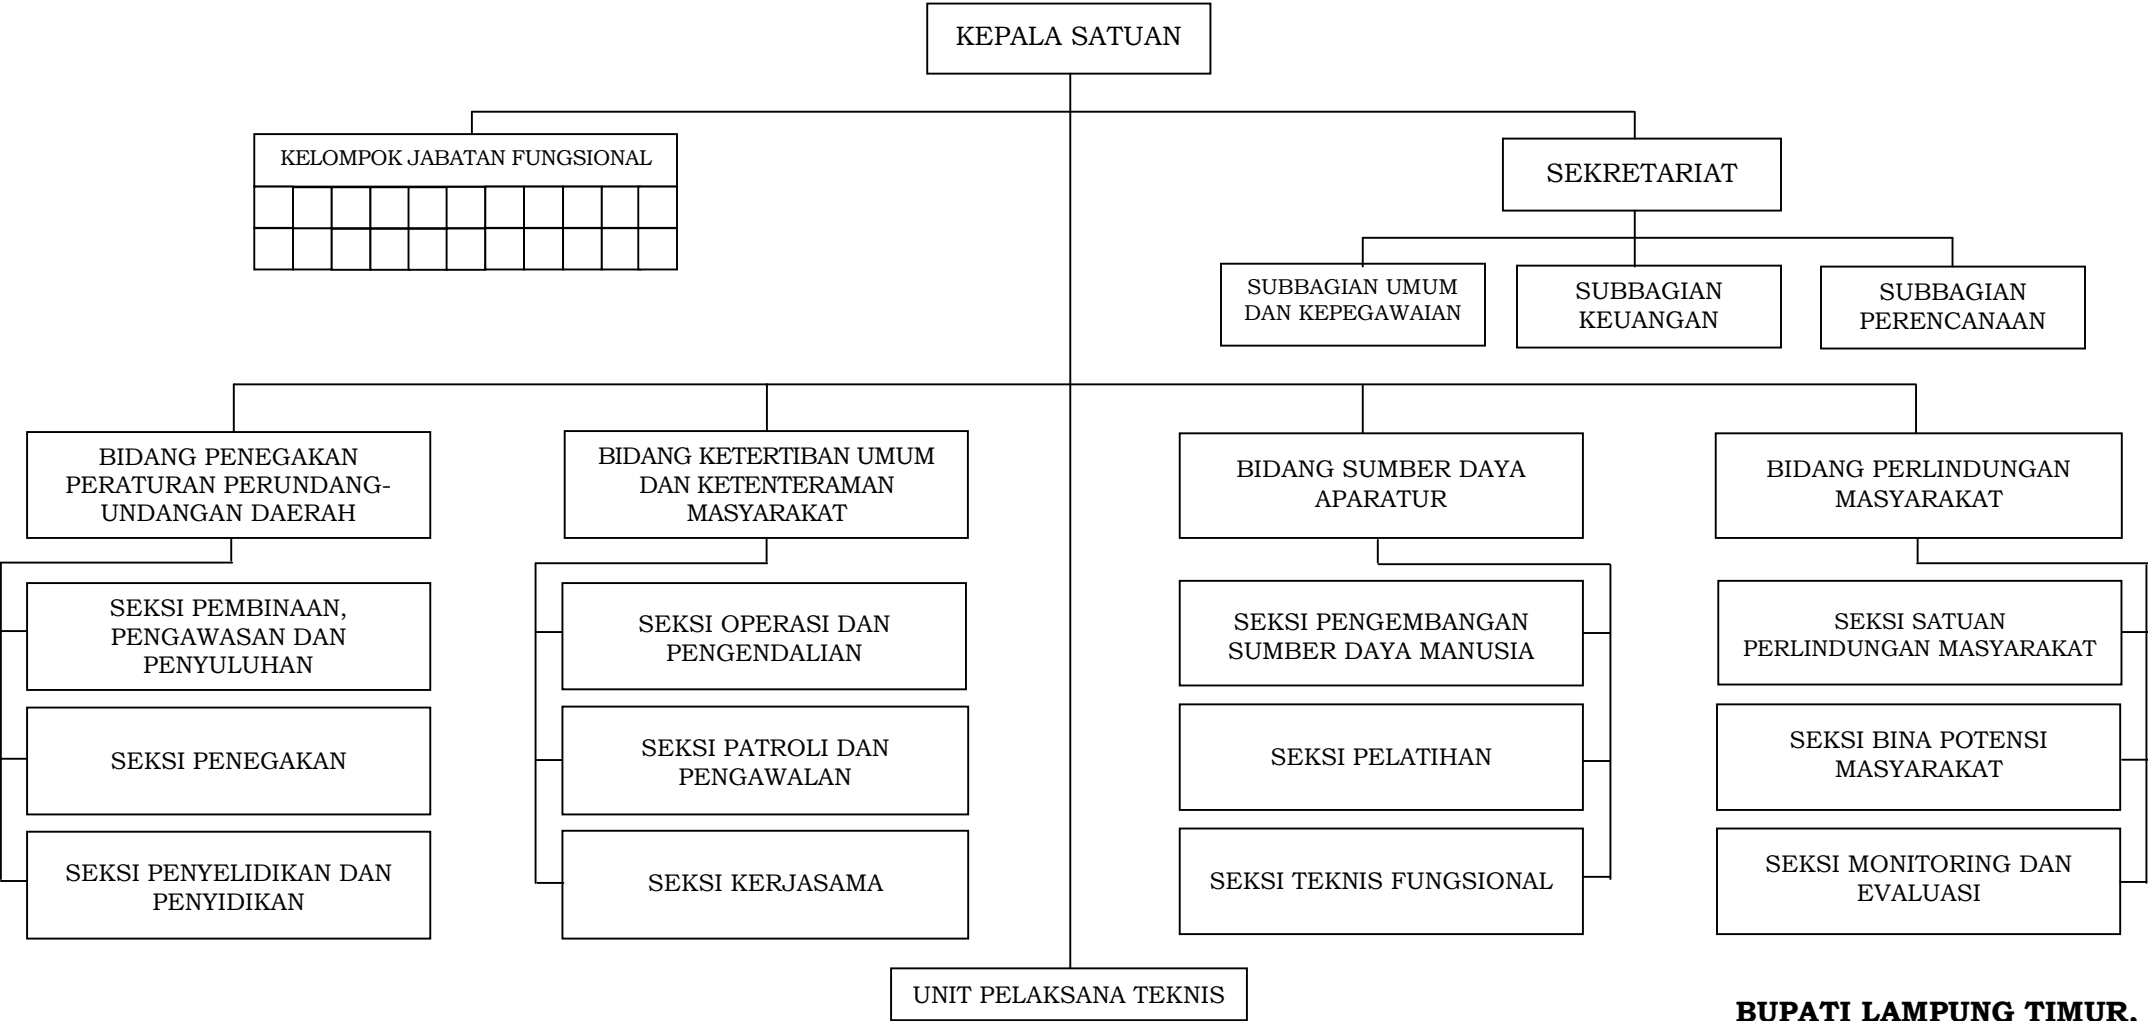 KEPALA SATUAN
KELOMPOK JABATAN FUNGSIONAL
SEKRETARIAT
SUBBAGIAN UMUM
DAN KEPEGAWAIAN
SUBBAGIAN
KEUANGAN
SUBBAGIAN
PERENCANAAN
BIDANG PENEGAKAN
PERATURAN PERUNDANG-
UNDANGAN DAERAH
BIDANG KETERTIBAN UMUM
DAN KETENTERAMAN
MASYARAKAT
BIDANG SUMBER DAYA
APARATUR
BIDANG PERLINDUNGAN
MASYARAKAT
SEKSI PEMBINAAN,
PENGAWASAN DAN
PENYULUHAN
SEKSI OPERASI DAN
PENGENDALIAN
SEKSI PENGEMBANGAN
SUMBER DAYA MANUSIA
SEKSI SATUAN
PERLINDUNGAN MASYARAKAT
SEKSI PENEGAKAN
SEKSI PATROLI DAN
PENGAWALAN
SEKSI PELATIHAN
SEKSI BINA POTENSI
MASYARAKAT
SEKSI PENYELIDIKAN DAN
PENYIDIKAN
SEKSI KERJASAMA
SEKSI TEKNIS FUNGSIONAL
SEKSI MONITORING DAN
EVALUASI
UNIT PELAKSANA TEKNIS
BUPATI LAMPUNG TIMUR,